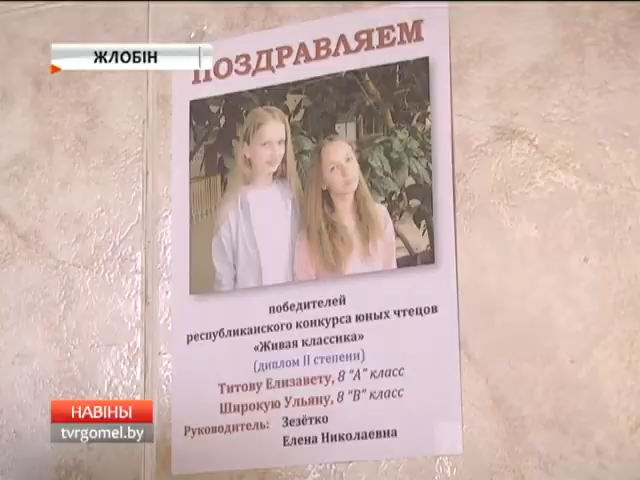 ЖЛОБІН
ПОЗДРАВЛЯЕМ
победителей
республиканского конкурса юных чтецов
«Живая классика»
(диплом II степени)
Титову Елизавету, 8 "А" класс
Широкую Ульяну, 8 "В" класс
Руководитель: Зезётко
Елена Николаевна
НАВІНЫ
tvrgomel.by